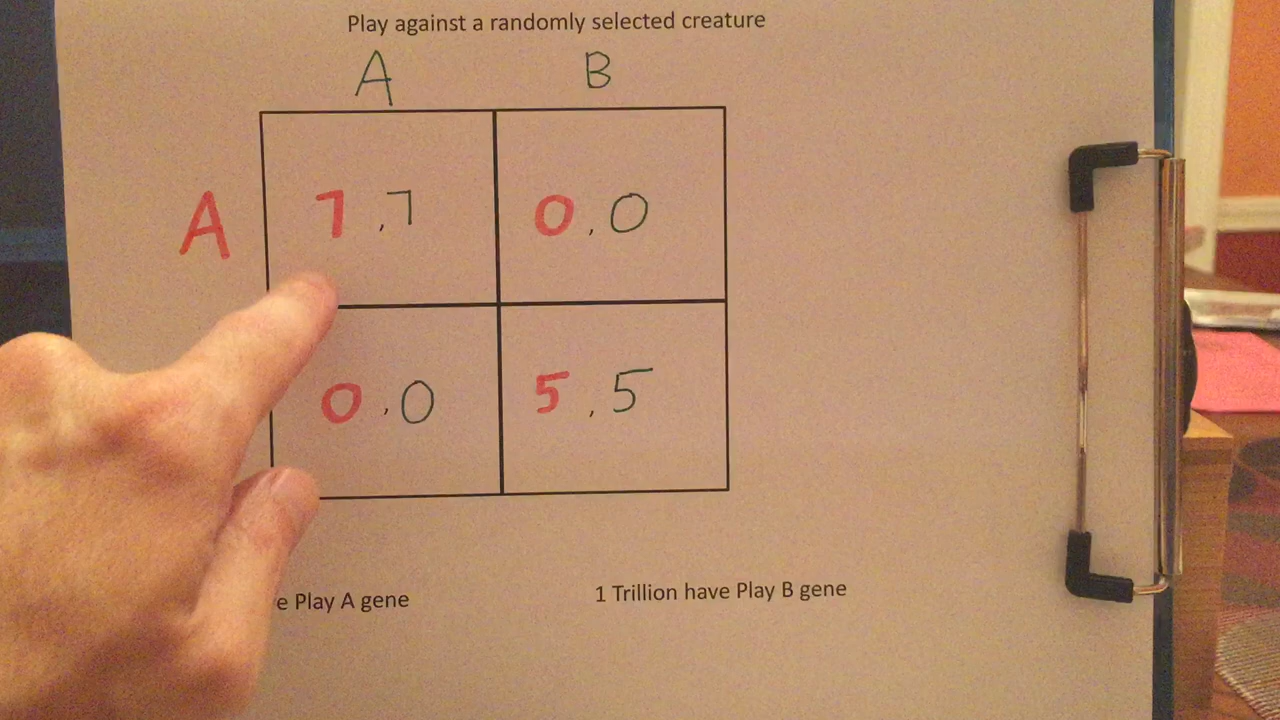 Play against a randomly selected creature
A B
A 7,7 0,0
0,0 5,5
e Play A gene 1 Trillion have Play B gene